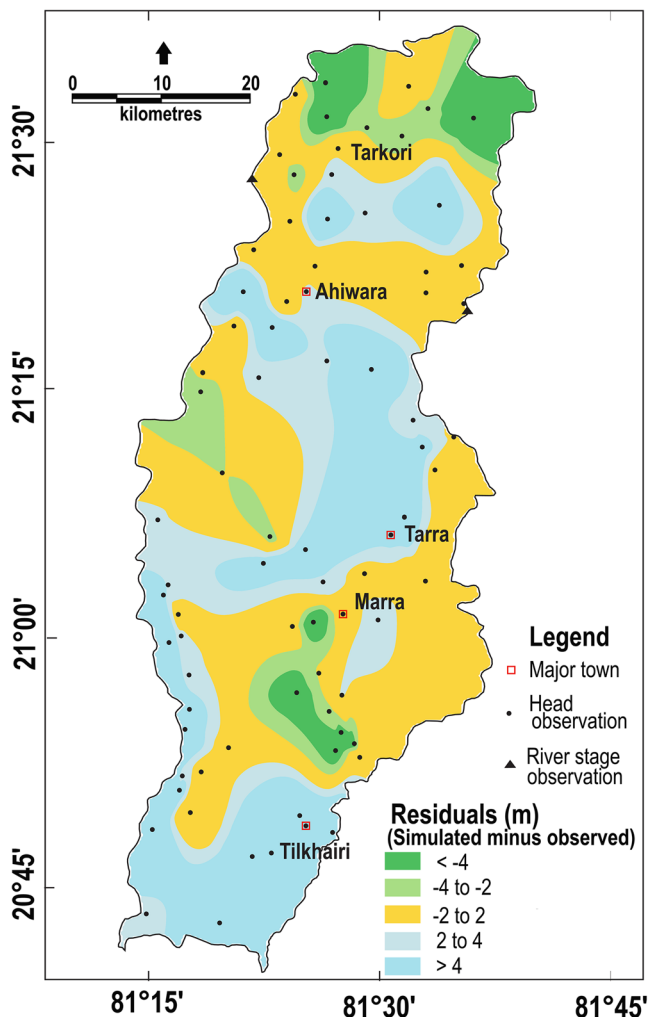 0 10 20
kilometres
21°30'
Tarkori
Ahiwara
21°15'
Tarra
Marra
21°00'
Legend
Major town
Head
observation
River stage
observation
Residuals (m)
(Simulated minus observed)
< -4
-4 to -2
-2 to 2
2 to 4
> 4
Tilkhairi
20°45'
81°15' 81°30' 81°45'